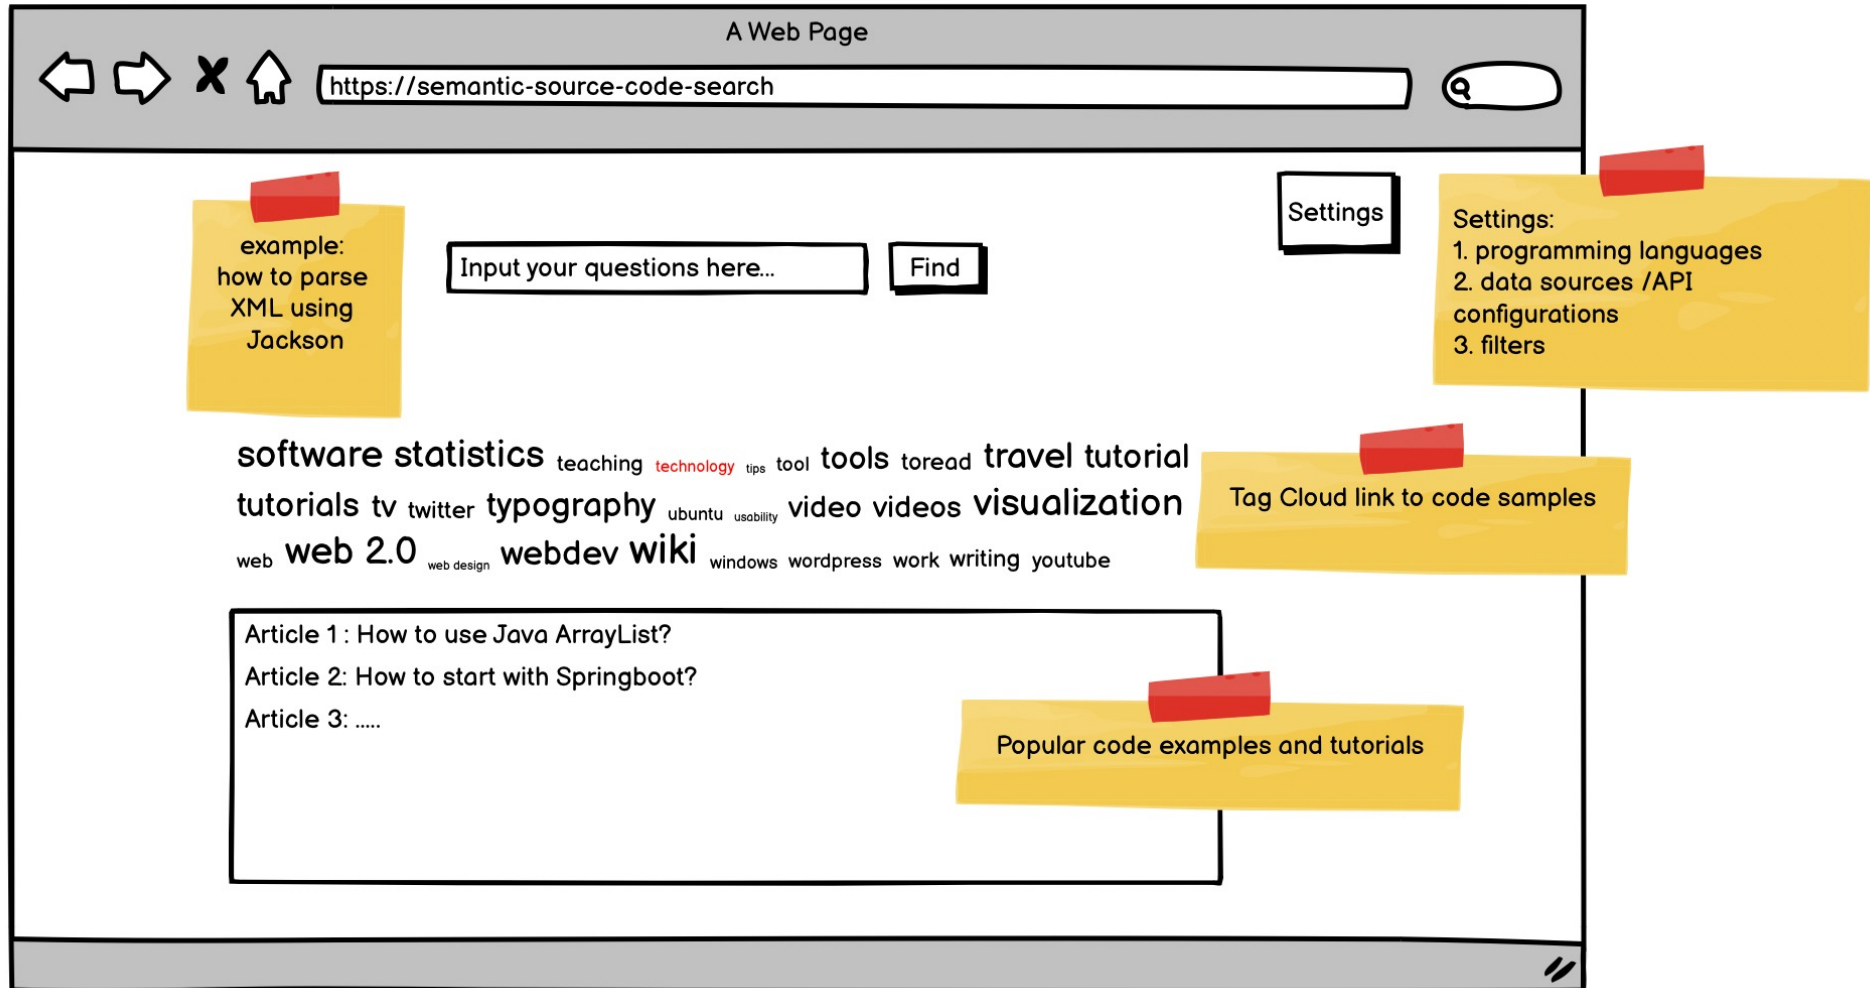 A Web Page
https://semantic-source-code-search
example:
how to parse
XML using
Jackson
Input your questions here...
Find
Settings
Settings:
1. programming languages
2. data sources /API
configurations
3. filters
software statistics teaching technology tips tool tools toread travel tutorial
tutorials tv twitter typography ubuntu usability video videos visualization
web web 2.0 web design webdev wiki windows wordpress work writing youtube
Tag Cloud link to code samples
Article 1 : How to use Java ArrayList?
Article 2: How to start with Springboot?
Article 3: .....
Popular code examples and tutorials